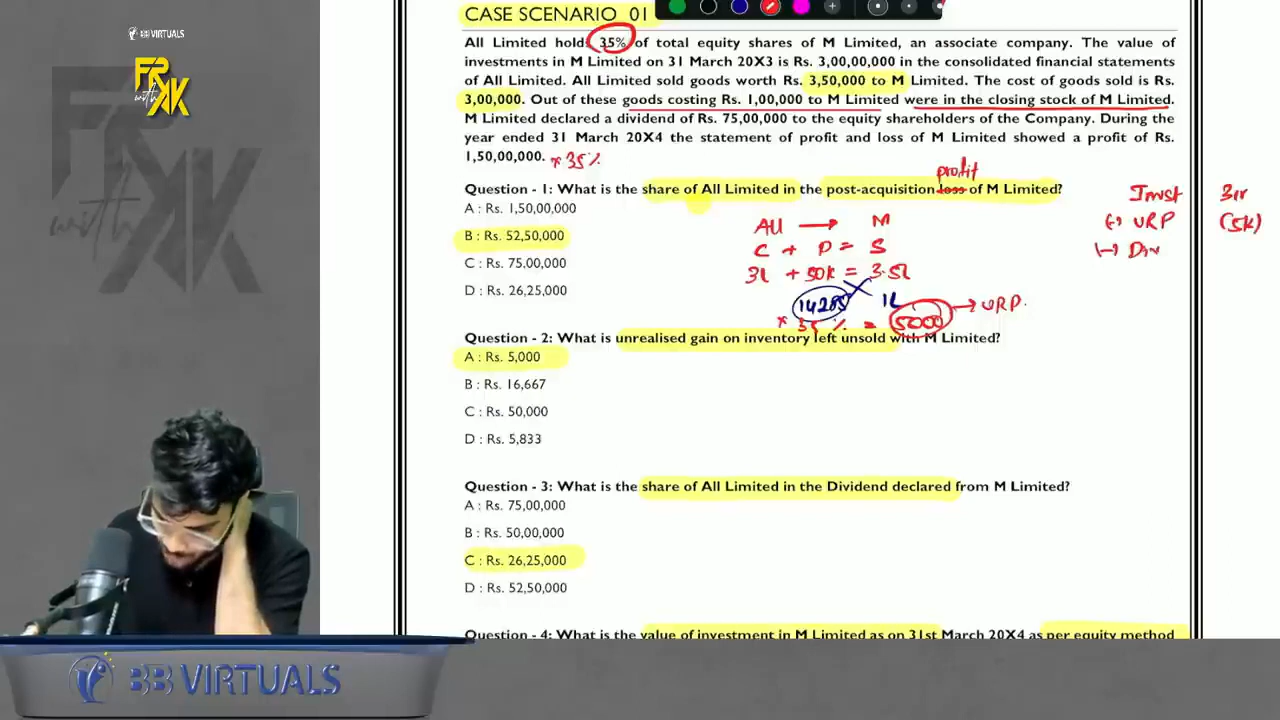 BB VIRTUALS
FR
with
AK
CASE SCENARIO 01
All Limited holds 35% of total equity shares of M Limited, an associate company. The value of
investments in M Limited on 31 March 20X3 is Rs. 3,00,00,000 in the consolidated financial statements
of All Limited. All Limited sold goods worth Rs. 3,50,000 to M Limited. The cost of goods sold is Rs.
3,00,000. Out of these goods costing Rs. 1,00,000 to M Limited were in the closing stock of M Limited.
M Limited declared a dividend of Rs. 75,00,000 to the equity shareholders of the Company. During the
year ended 31 March 20X4 the statement of profit and loss of M Limited showed a profit of Rs.
1,50,00,000. * 35%
profit
Question - 1: What is the share of All Limited in the post-acquisition loss of M Limited?
A : Rs. 1,50,00,000
B : Rs. 52,50,000
C : Rs. 75,00,000
D : Rs. 26,25,000
All → M
C + P = S
3L + 50k = 3.5L
14285 1L
* 35 % = 5000 → URP
Invst
(-) URP (5K)
(-) Div
Question - 2: What is unrealised gain on inventory left unsold with M Limited?
A : Rs. 5,000
B : Rs. 16,667
C : Rs. 50,000
D : Rs. 5,833
Question - 3: What is the share of All Limited in the Dividend declared from M Limited?
A : Rs. 75,00,000
B : Rs. 50,00,000
C : Rs. 26,25,000
D : Rs. 52,50,000
Question - 4: What is the value of investment in M Limited as on 31st March 20X4 as per equity method
BB VIRTUALS